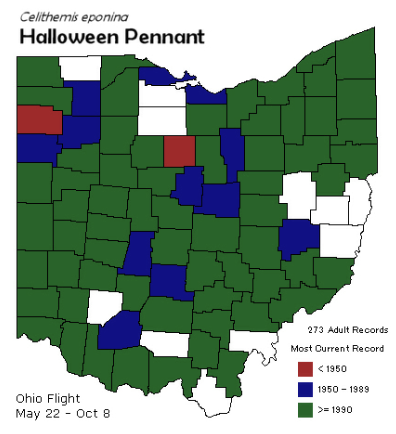 Celithemis eponina
Halloween Pennant
273 Adult Records
Most Current Record
< 1950
1950 - 1989
>= 1990
Ohio Flight
May 22 - Oct 8